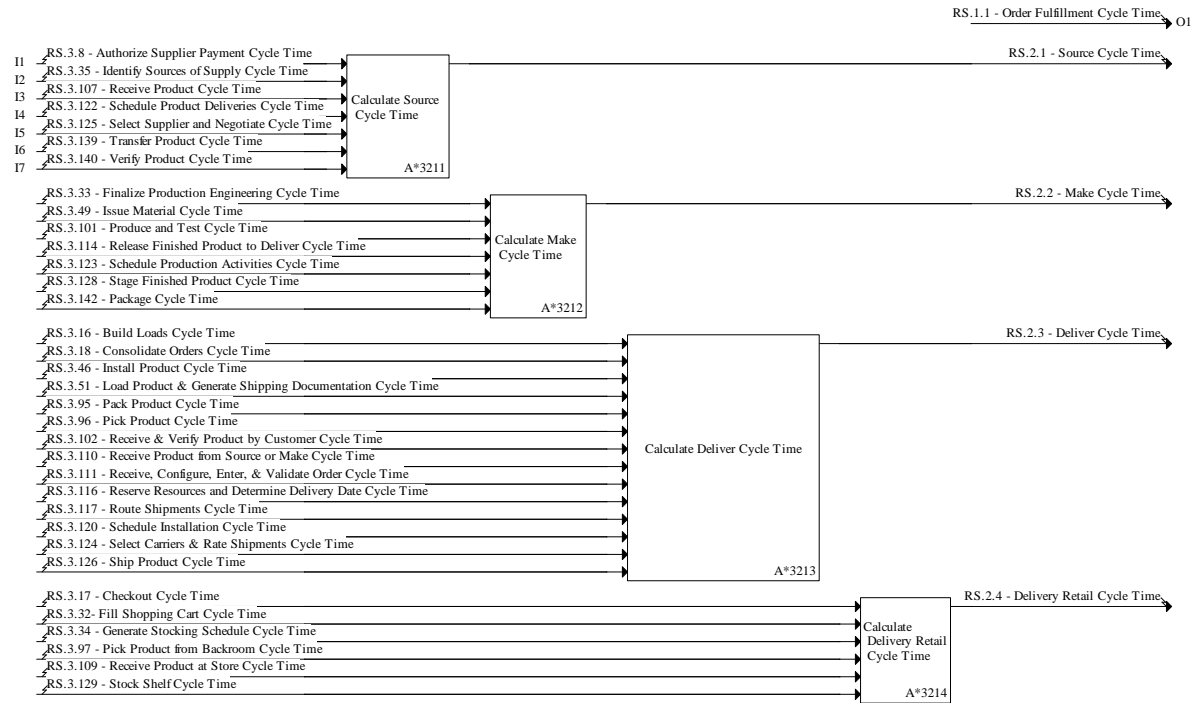 RS.1.1 - Order Fulfillment Cycle Time
O1
I1
RS.3.8 - Authorize Supplier Payment Cycle Time
RS.2.1 - Source Cycle Time
I2
RS.3.35 - Identify Sources of Supply Cycle Time
I3
RS.3.107 - Receive Product Cycle Time
I4
RS.3.122 - Schedule Product Deliveries Cycle Time
I5
RS.3.125 - Select Supplier and Negotiate Cycle Time
I6
RS.3.139 - Transfer Product Cycle Time
I7
RS.3.140 - Verify Product Cycle Time
Calculate Source
Cycle Time
A*3211
RS.3.33 - Finalize Production Engineering Cycle Time
RS.2.2 - Make Cycle Time
RS.3.49 - Issue Material Cycle Time
RS.3.101 - Produce and Test Cycle Time
RS.3.114 - Release Finished Product to Deliver Cycle Time
RS.3.123 - Schedule Production Activities Cycle Time
RS.3.128 - Stage Finished Product Cycle Time
RS.3.142 - Package Cycle Time
Calculate Make
Cycle Time
A*3212
RS.3.16 - Build Loads Cycle Time
RS.2.3 - Deliver Cycle Time
RS.3.18 - Consolidate Orders Cycle Time
RS.3.46 - Install Product Cycle Time
RS.3.51 - Load Product & Generate Shipping Documentation Cycle Time
RS.3.95 - Pack Product Cycle Time
RS.3.96 - Pick Product Cycle Time
RS.3.102 - Receive & Verify Product by Customer Cycle Time
RS.3.110 - Receive Product from Source or Make Cycle Time
RS.3.111 - Receive, Configure, Enter, & Validate Order Cycle Time
RS.3.116 - Reserve Resources and Determine Delivery Date Cycle Time
RS.3.117 - Route Shipments Cycle Time
RS.3.120 - Schedule Installation Cycle Time
RS.3.124 - Select Carriers & Rate Shipments Cycle Time
RS.3.126 - Ship Product Cycle Time
Calculate Deliver Cycle Time
A*3213
RS.3.17 - Checkout Cycle Time
RS.2.4 - Delivery Retail Cycle Time
RS.3.32- Fill Shopping Cart Cycle Time
RS.3.34 - Generate Stocking Schedule Cycle Time
RS.3.97 - Pick Product from Backroom Cycle Time
RS.3.109 - Receive Product at Store Cycle Time
RS.3.129 - Stock Shelf Cycle Time
Calculate
Delivery Retail
Cycle Time
A*3214